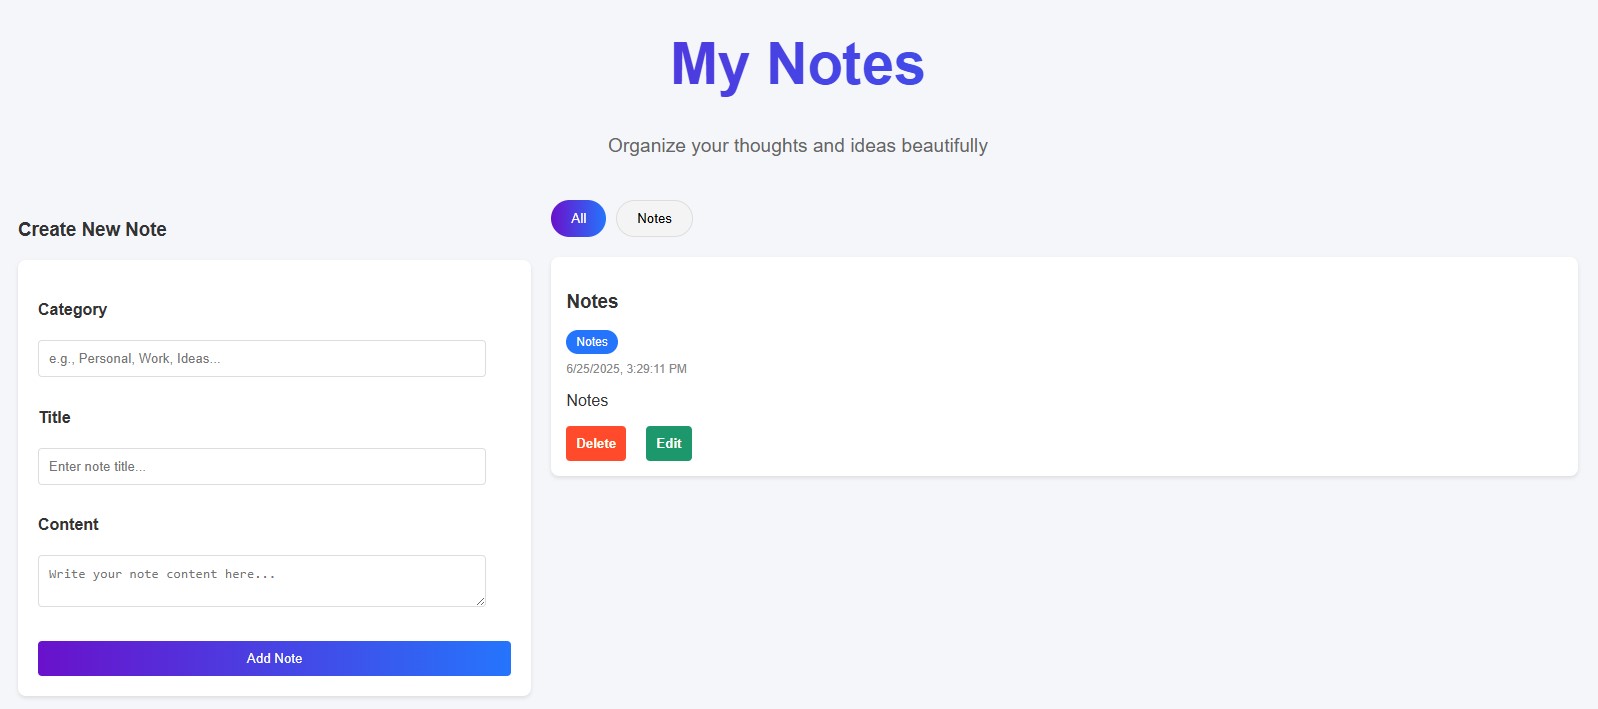 My Notes
Organize your thoughts and ideas beautifully
Create New Note
Category
e.g., Personal, Work, Ideas...
Title
Enter note title...
Content
Write your note content here...
Add Note
All Notes
Notes
Notes
6/25/2025, 3:29:11 PM
Notes
Delete Edit